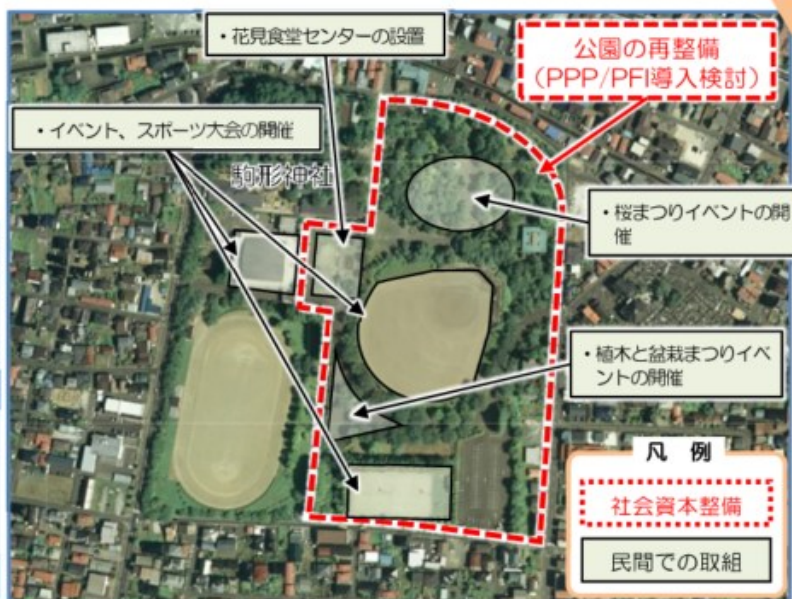 ・花見食堂センターの設置
公園の再整備
(PPP/PFI導入検討)
・イベント、スポーツ大会の開催
駒形神社
・桜まつりイベントの開
催
・植木と盆栽まつりイベ
ントの開催
凡 例
社会資本整備
民間での取組